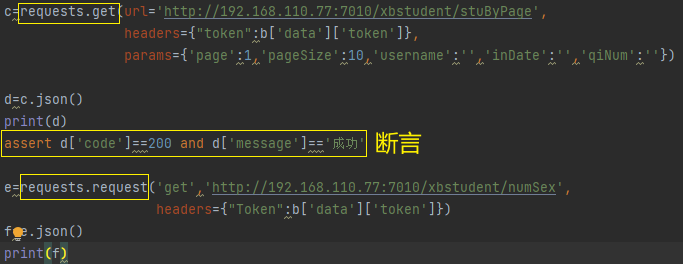 c=requests.get(url='http://192.168.110.77:7010/xbstudent/stuByPage',
headers={"token":b['data']['token']},
params={'page':1,'pageSize':10,'username':'','inDate':'','qiNum':''})
d=c.json()
print(d)
assert d['code']==200 and d['message']=='成功' 断言
e=requests.request('get','http://192.168.110.77:7010/xbstudent/numSex',
headers={"Token":b['data']['token']})
f=e.json()
print(f)